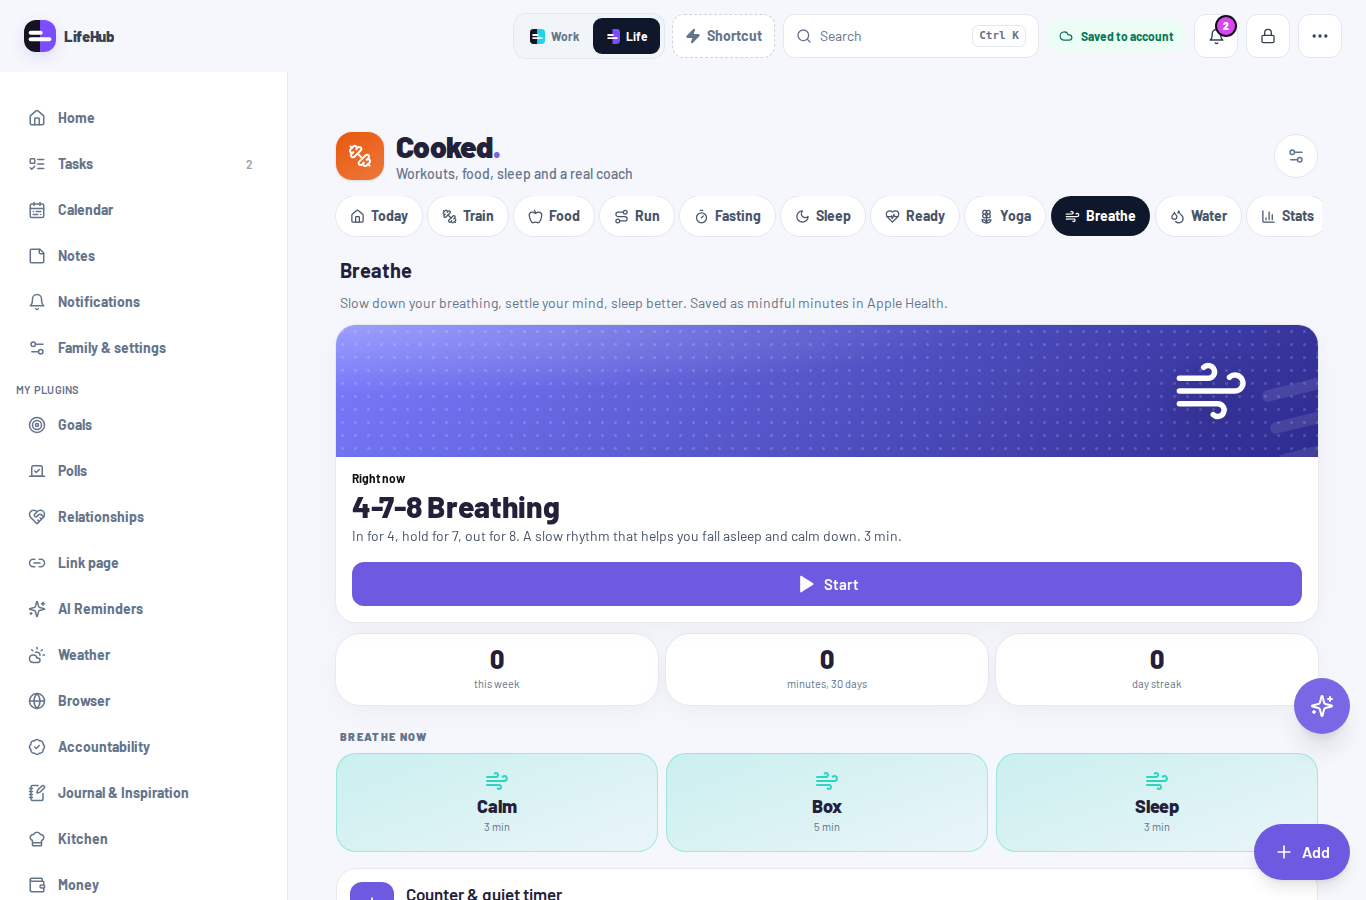 LifeHub
Work
Life
Shortcut
Search
Ctrl K
Saved to account
2
Home
Tasks
2
Calendar
Notes
Notifications
Family & settings
MY PLUGINS
Goals
Polls
Relationships
Link page
AI Reminders
Weather
Browser
Accountability
Journal & Inspiration
Kitchen
Money
Cooked.
Workouts, food, sleep and a real coach
Today
Train
Food
Run
Fasting
Sleep
Ready
Yoga
Breathe
Water
Stats
Breathe
Slow down your breathing, settle your mind, sleep better. Saved as mindful minutes in Apple Health.
Right now
4-7-8 Breathing
In for 4, hold for 7, out for 8. A slow rhythm that helps you fall asleep and calm down. 3 min.
Start
0
this week
0
minutes, 30 days
0
day streak
BREATHE NOW
Calm
3 min
Box
5 min
Sleep
3 min
Add
Counter & quiet timer